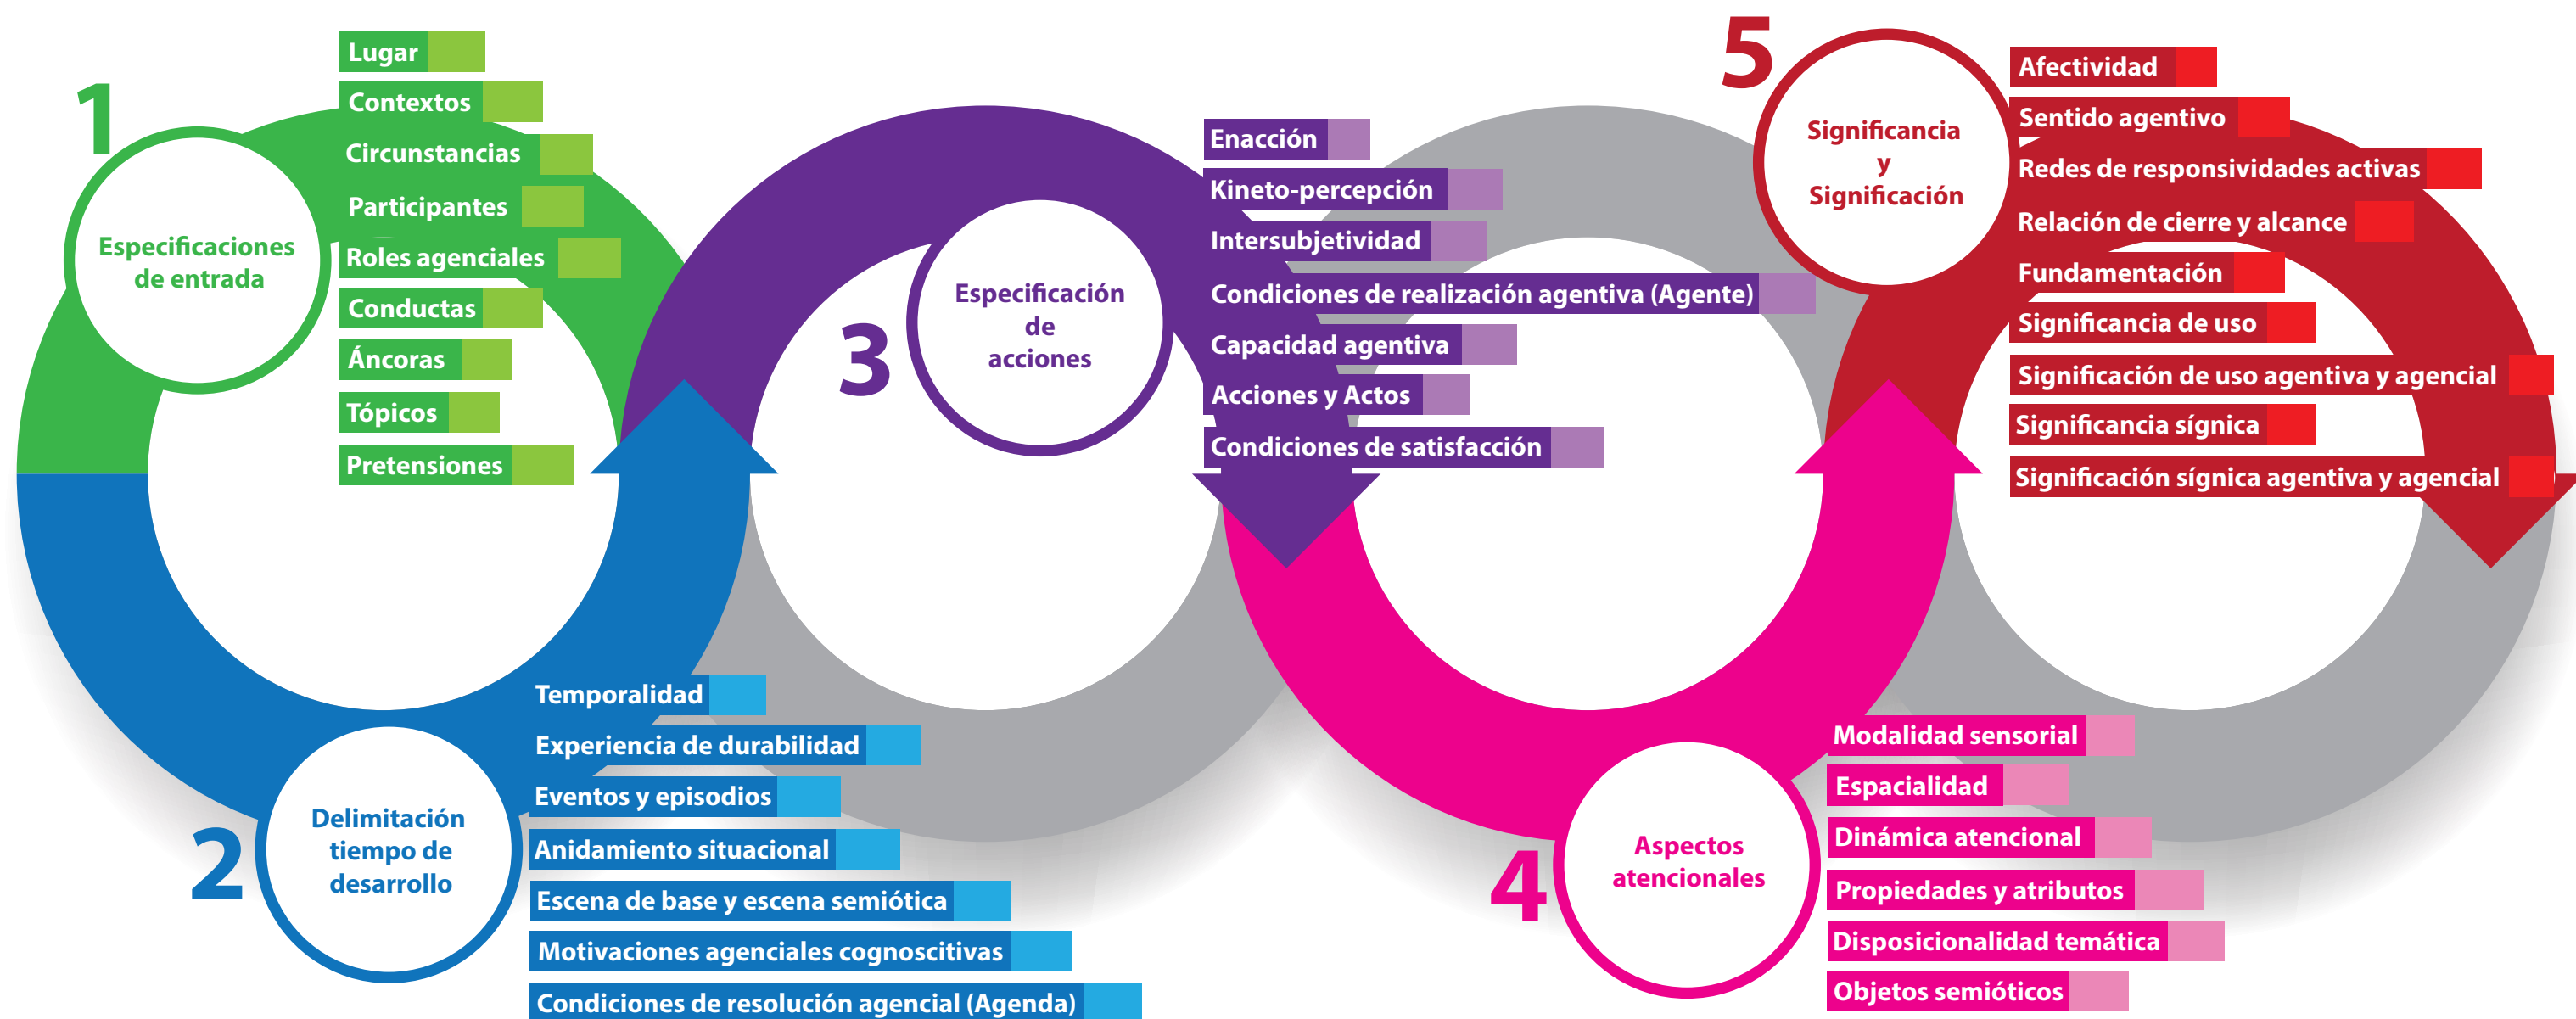 1
Especificaciones
de entrada
Lugar
Contextos
Circunstancias
Participantes
Roles agenciales
Conductas
Áncoras
Tópicos
Pretensiones
2
Delimitación
tiempo de
desarrollo
Temporalidad
Experiencia de durabilidad
Eventos y episodios
Anidamiento situacional
Escena de base y escena semiótica
Motivaciones agenciales cognoscitivas
Condiciones de resolución agencial (Agenda)
3
Especificación
de
acciones
Enacción
Kineto-percepción
Intersubjetividad
Condiciones de realización agentiva (Agente)
Capacidad agentiva
Acciones y Actos
Condiciones de satisfacción
4
Aspectos
atencionales
Modalidad sensorial
Espacialidad
Dinámica atencional
Propiedades y atributos
Disposicionalidad temática
Objetos semióticos
5
Significancia
y
Significación
Afectividad
Sentido agentivo
Redes de responsividades activas
Relación de cierre y alcance
Fundamentación
Significancia de uso
Significación de uso agentiva y agencial
Significancia sígnica
Significación sígnica agentiva y agencial